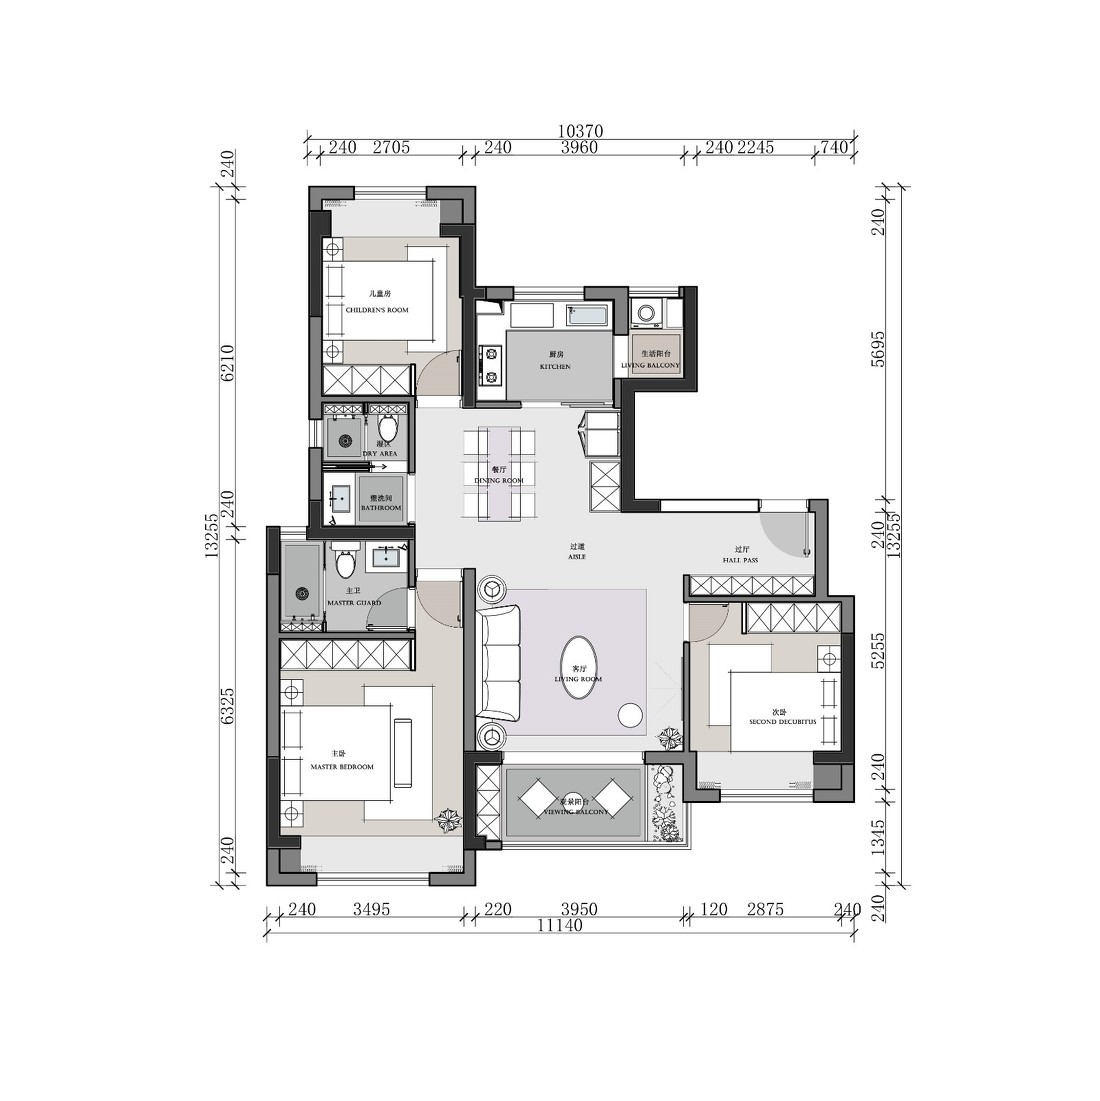 10370
240 2705 240 3960 240 2245 740
240
6210
240
13255
6325
240
240
5695
240
13255
5255
240
1345
240
儿童房
CHILDREN'S ROOM
厨房
KITCHEN
生活阳台
LIVING BALCONY
DRY AREA
餐厅
DINING ROOM
盥洗间
BATHROOM
过道
AISLE
过厅
HALL PASS
主卫
MASTER GUARD
客厅
LIVING ROOM
次卧
SECOND DECUBITUS
主卧
MASTER BEDROOM
观景阳台
VIEWING BALCONY
240 3495 220 3950 120 2875 240
11140